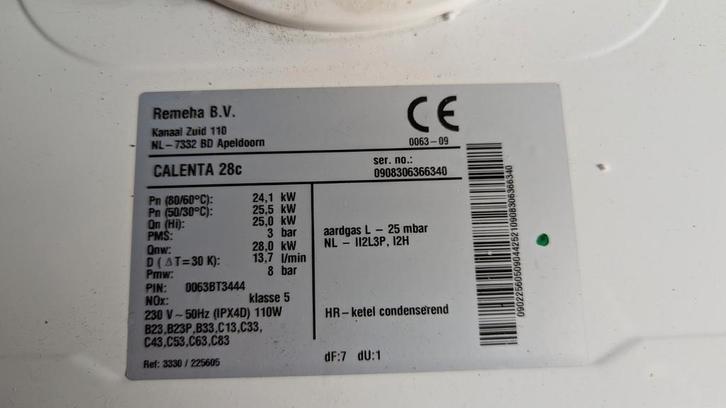 Remeha B.V.
Kanaal Zuid 110
NL-7332 BD Apeldoorn
CE
0063-09
CALENTA 28c
ser. no.:
0908306366340
Pn (80/60°C): 24,1 kW
Pn (50/30°C): 25,5 kW
Qn (Hi): 25,0 kW
PMS: 3 bar
Qnw: 28,0 kW
D (ΔT=30 K): 13,7 l/min
Pmw: 8 bar
PIN: 0063BT3444
NOx: klasse 5
230 V~50Hz (IPX4D) 110W
B23,B23P,B33,C13,C33,
C43,C53,C63,C83
Ref: 3330 / 225605
aardgas L - 25 mbar
NL - II2L3P, I2H
HR-ketel condenserend
dF:7 dU:1
0902256050904425210908306366340